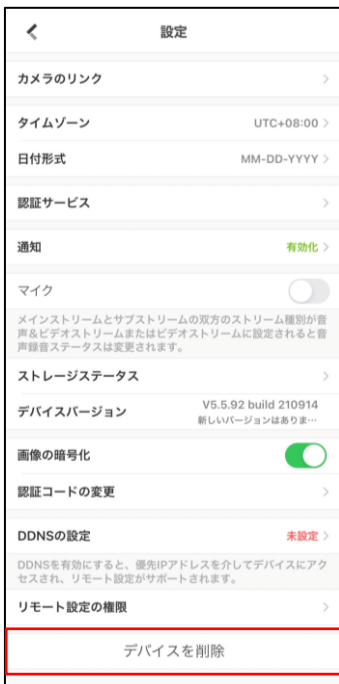 設定
カメラのリンク
タイムゾーン UTC+08:00
日付形式 MM-DD-YYYY
認証サービス
通知 有効化
マイク
メインストリームとサブストリームの双方のストリーム種別が音
声&ビデオストリームまたはビデオストリームに設定されると音
声録音ステータスは変更されます。
ストレージステータス
デバイスバージョン V5.5.92 build 210914
新しいバージョンはありま…
画像の暗号化
認証コードの変更
DDNSの設定 未設定
DDNSを有効にすると、優先IPアドレスを介してデバイスにアク
セスされ、リモート設定がサポートされます。
リモート設定の権限
デバイスを削除